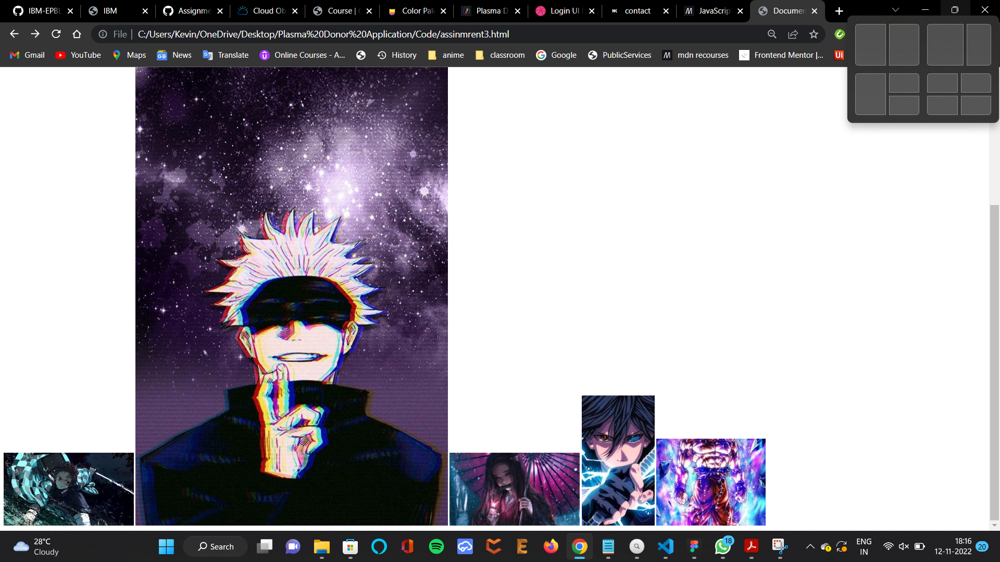 IBM-EPBL
IBM
Assignme
Cloud Ob
Course | 
Color Pal
Plasma D
Login UI
contact
JavaScript
Documen
File
C:/Users/Kevin/OneDrive/Desktop/Plasma%20Donor%20Application/Code/assinmrent3.html
Gmail
YouTube
Maps
News
Translate
Online Courses - A...
History
anime
classroom
Google
PublicServices
mdn recourses
Frontend Mentor |...
UI
28°C
Cloudy
Search
18
ENG
IN
18:16
12-11-2022
20